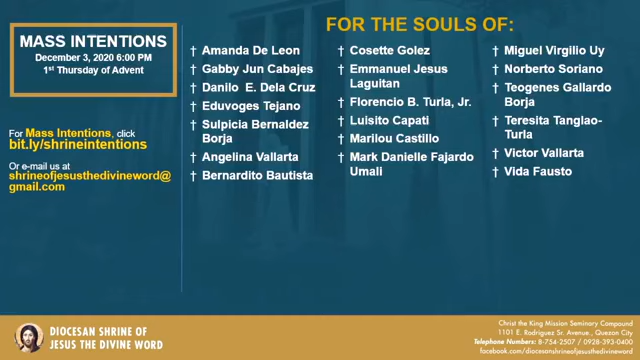 MASS INTENTIONS
December 3, 2020 6:00 PM
1st Thursday of Advent
For Mass Intentions, click
bit.ly/shrineintentions
Or e-mail us at
shrineofjesusthedivineword@
gmail.com
FOR THE SOULS OF:
† Amanda De Leon
† Gabby Jun Cabajes
† Danilo E. Dela Cruz
† Eduvoges Tejano
† Sulpicia Bernaldez
Borja
† Angelina Vallarta
† Bernardito Bautista
† Cosette Golez
† Emmanuel Jesus
Laguitan
† Florencio B. Turla, Jr.
† Luisito Capati
† Marilou Castillo
† Mark Danielle Fajardo
Umali
† Miguel Virgilio Uy
† Norberto Soriano
† Teogenes Gallardo
Borja
† Teresita Tanglao-
Turla
† Victor Vallarta
† Vida Fausto
DIOCESAN SHRINE OF
JESUS THE DIVINE WORD
Christ the King Mission Seminary Compound
1101 E. Rodriguez Sr. Avenue., Quezon City
Telephone Numbers: 8-754-2507 / 0928-393-0400
facebook.com/diocesanshrineofjesusthedivineword